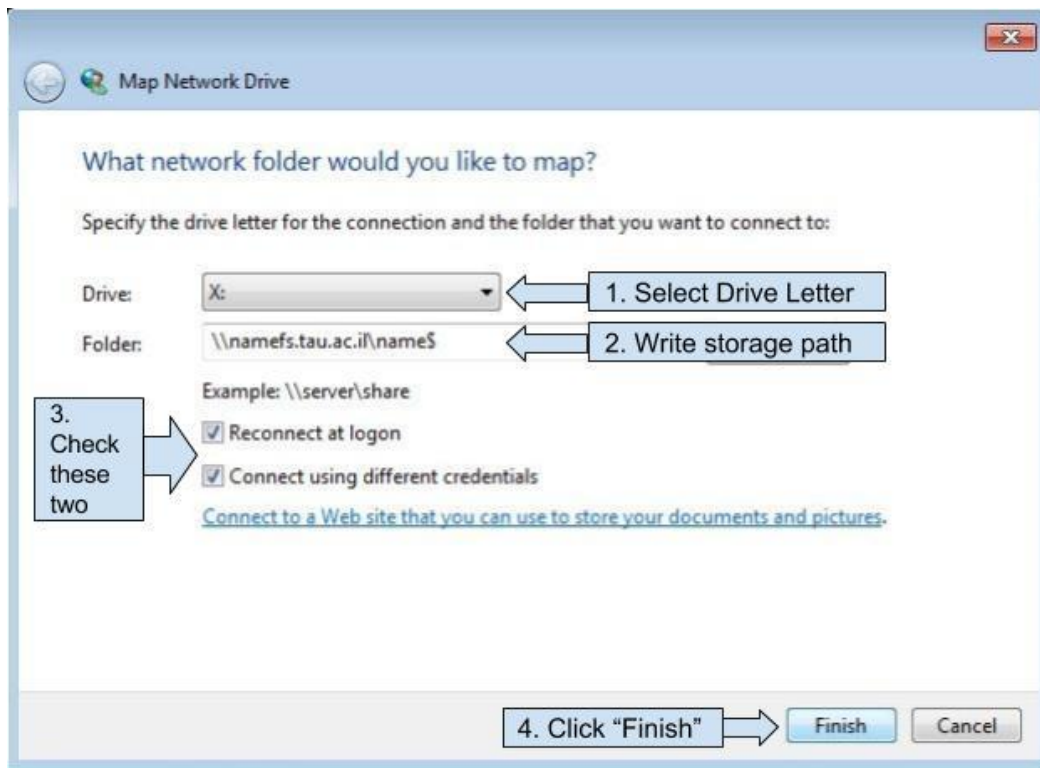 Map Network Drive
What network folder would you like to map?
Specify the drive letter for the connection and the folder that you want to connect to:
Drive:
X:
1. Select Drive Letter
Folder:
\\namefs.tau.ac.il\name$
2. Write storage path
Example: \\server\share
3.
Check
these
two
Reconnect at logon
Connect using different credentials
Connect to a Web site that you can use to store your documents and pictures.
4. Click “Finish”
Finish
Cancel